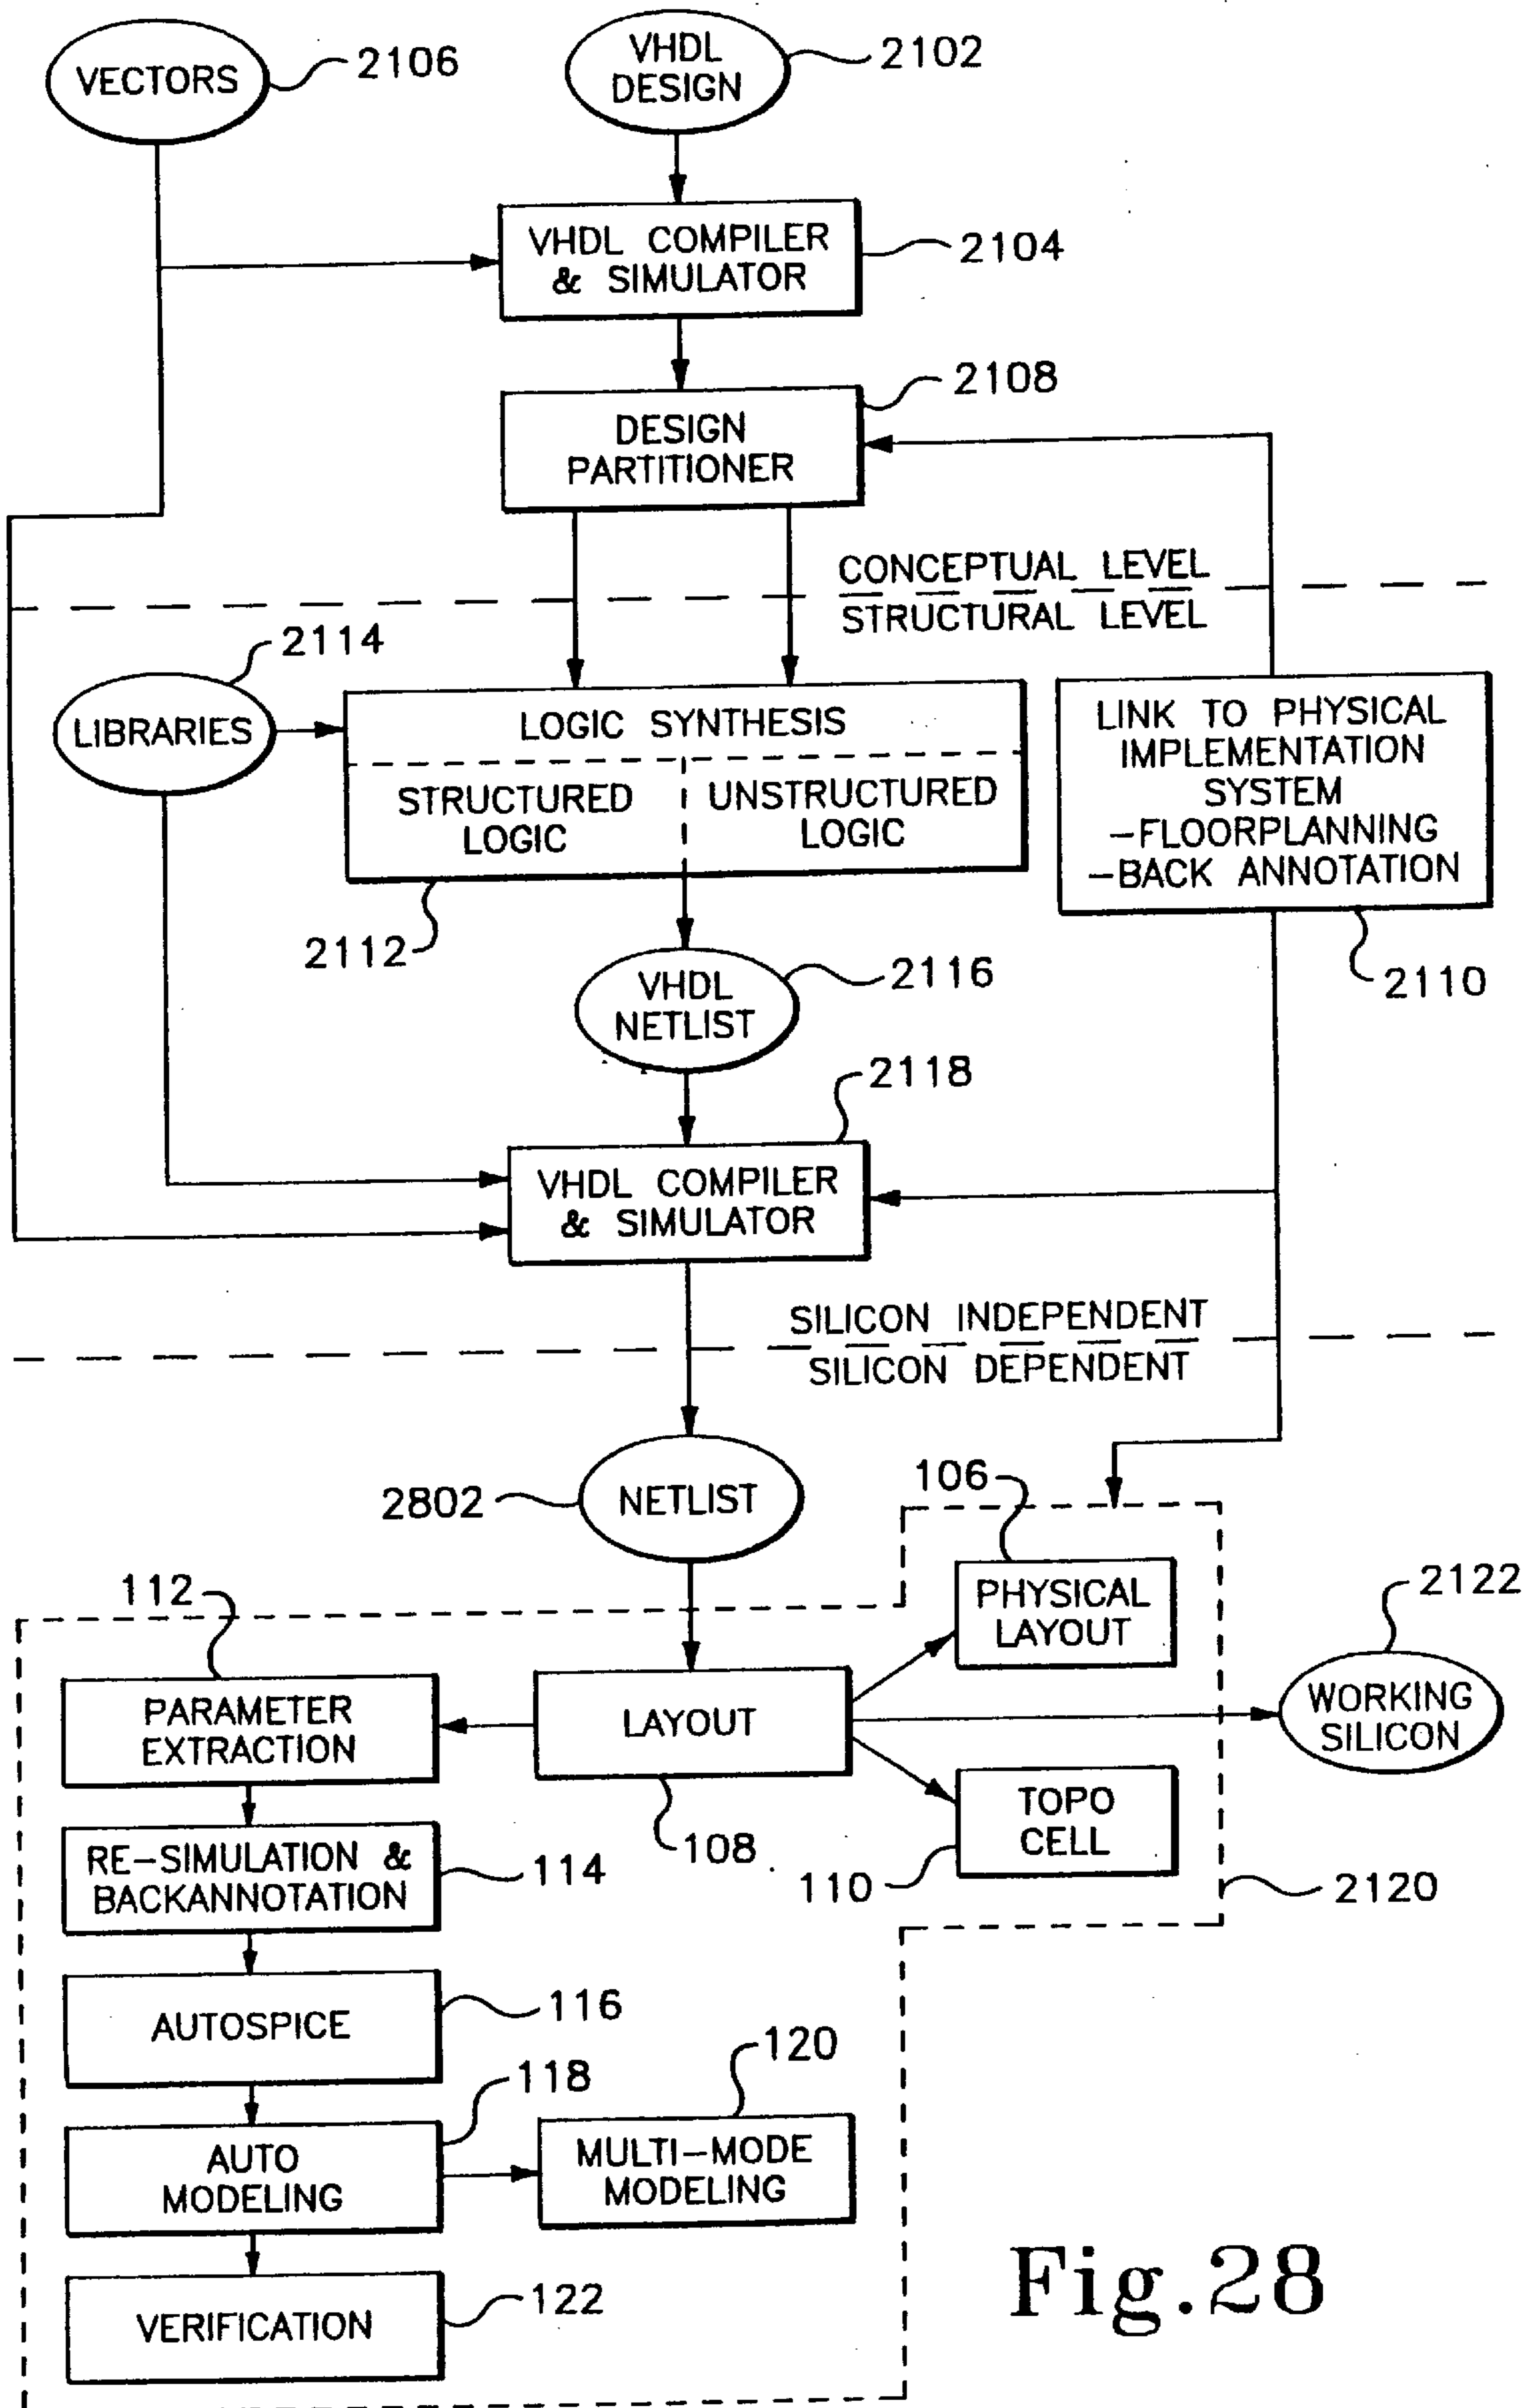 VECTORS
2106
VHDL
DESIGN
2102
VHDL COMPILER
& SIMULATOR
2104
DESIGN
PARTITIONER
2108
CONCEPTUAL LEVEL
STRUCTURAL LEVEL
2114
LIBRARIES
LOGIC SYNTHESIS
STRUCTURED
LOGIC
UNSTRUCTURED
LOGIC
2112
LINK TO PHYSICAL
IMPLEMENTATION
SYSTEM
-FLOORPLANNING
-BACK ANNOTATION
2110
VHDL
NETLIST
2116
2118
VHDL COMPILER
& SIMULATOR
SILICON INDEPENDENT
SILICON DEPENDENT
2802
NETLIST
106
PHYSICAL
LAYOUT
2122
WORKING
SILICON
112
PARAMETER
EXTRACTION
LAYOUT
108
TOPO
CELL
110
2120
RE-SIMULATION &
BACKANNOTATION
114
AUTOSPICE
116
118
AUTO
MODELING
120
MULTI-MODE
MODELING
VERIFICATION
122
Fig.28